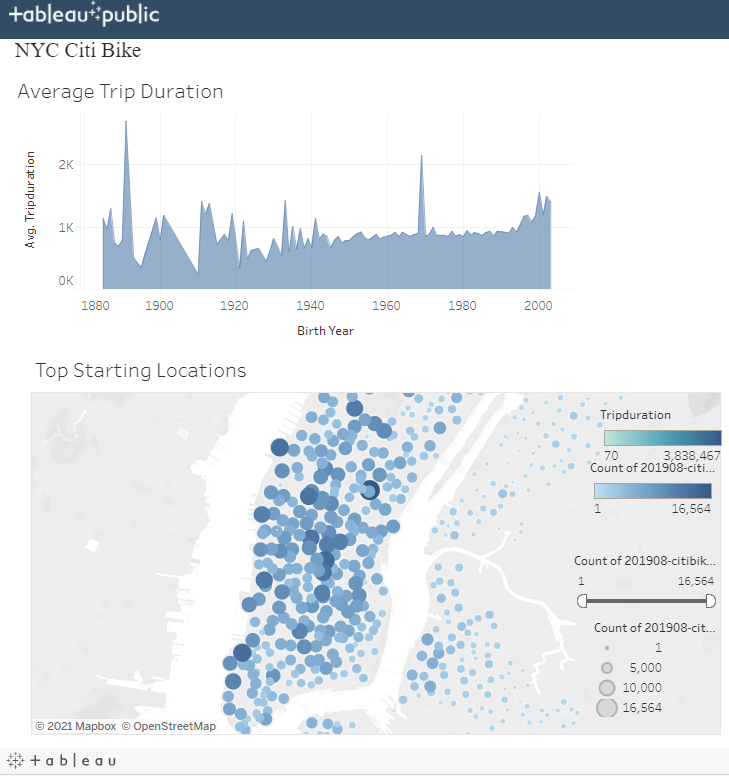 +ableau public
NYC Citi Bike
Average Trip Duration
Avg. Tripduration
2K
1K
0K
1880 1900 1920 1940 1960 1980 2000
Birth Year
Top Starting Locations
Tripduration
70 3,838,467
Count of 201908-citi...
1 16,564
Count of 201908-citibik...
1 16,564
Count of 201908-cit...
1
5,000
10,000
16,564
© 2021 Mapbox © OpenStreetMap
+ableau